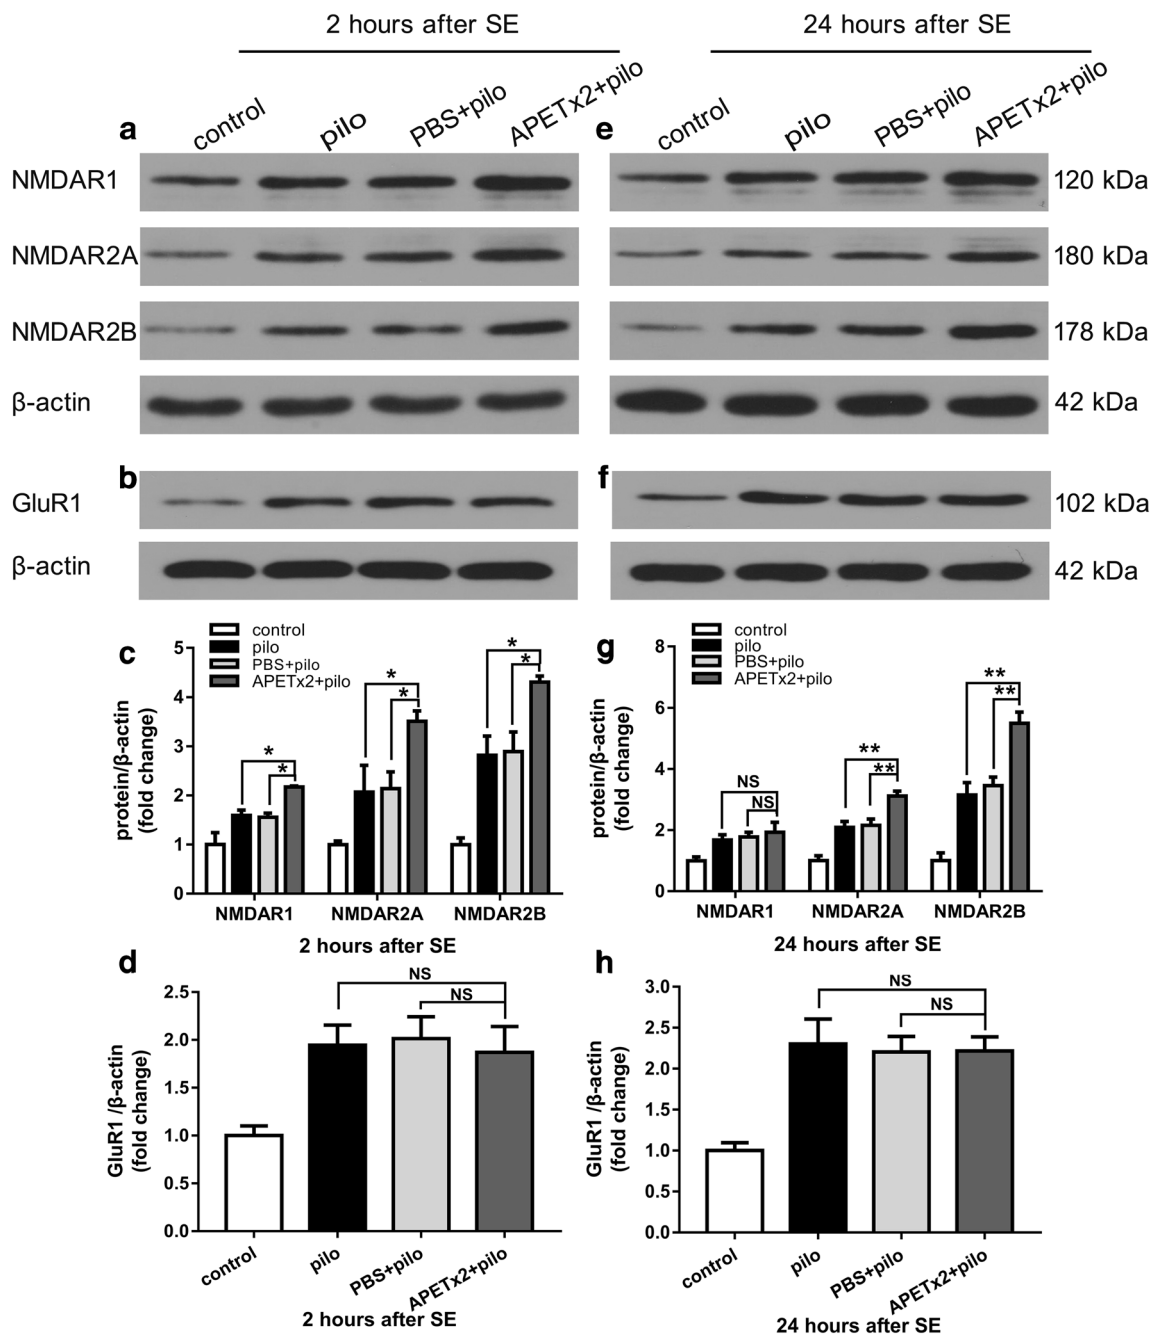 2 hours after SE
24 hours after SE
a
control
pilo
PBS+pilo
APETx2+pilo
e
control
pilo
PBS+pilo
APETx2+pilo
NMDAR1
120 kDa
NMDAR2A
180 kDa
NMDAR2B
178 kDa
β-actin
42 kDa
b
f
GluR1
102 kDa
β-actin
42 kDa
c
control
pilo
PBS+pilo
APETx2+pilo
protein/β-actin
(fold change)
5
4
3
2
1
0
* *
* *
* *
NMDAR1
NMDAR2A
NMDAR2B
2 hours after SE
g
control
pilo
PBS+pilo
APETx2+pilo
protein/β-actin
(fold change)
8
6
4
2
0
NS
NS
**
**
**
**
NMDAR1
NMDAR2A
NMDAR2B
24 hours after SE
d
GluR1 /β-actin
(fold change)
2.5
2.0
1.5
1.0
0.5
0.0
NS
NS
control
pilo
PBS+pilo
APETx2+pilo
2 hours after SE
h
GluR1 /β-actin
(fold change)
3.0
2.5
2.0
1.5
1.0
0.5
0.0
NS
NS
control
pilo
PBS+pilo
APETx2+pilo
24 hours after SE